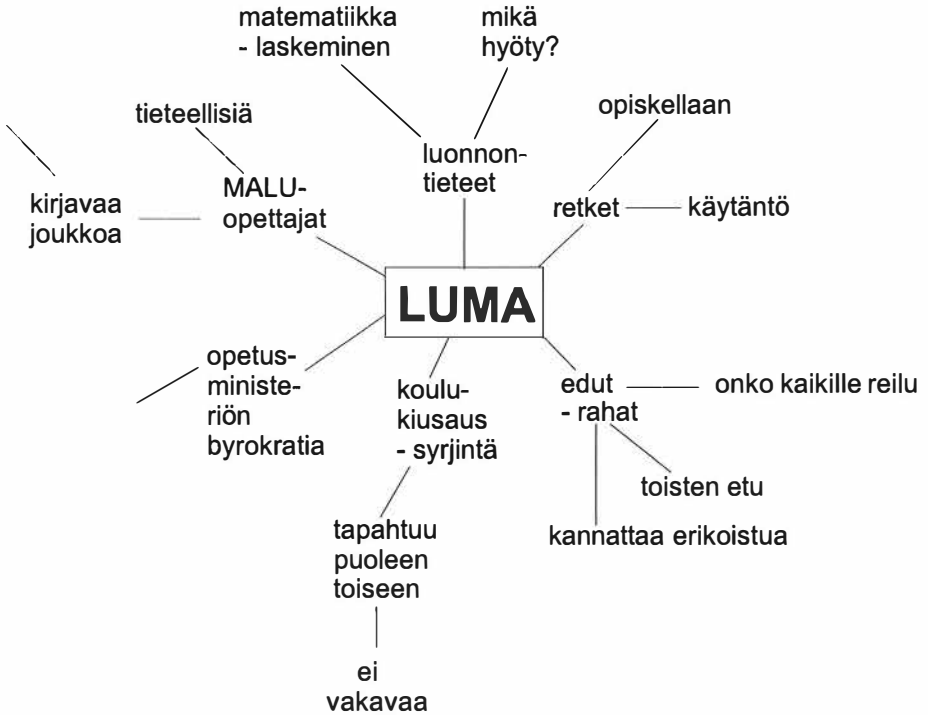 matematiikka
- laskeminen
mikä
hyöty?
tieteellisiä
opiskellaan
luonnon-
tieteet
MALU-
opettajat
kirjavaa
joukkoa
retket
käytäntö
LUMA
opetus-
ministe-
riön
byrokratia
koulu-
kiusaus
- syrjintä
edut
- rahat
onko kaikille reilu
toisten etu
kannattaa erikoistua
tapahtuu
puoleen
toiseen
ei
vakavaa